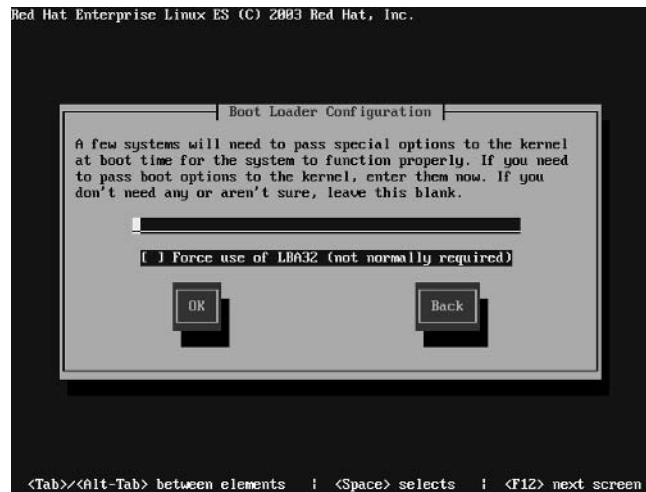 Red Hat Enterprise Linux ES (C) 2003 Red Hat, Inc.
Boot Loader Configuration
A few systems will need to pass special options to the kernel
at boot time for the system to function properly. If you need
to pass boot options to the kernel, enter them now. If you
don't need any or aren't sure, leave this blank.
[ ] Force use of LBA32 (not normally required)
OK Back
<Tab>/<Alt-Tab> between elements | <Space> selects | <F12> next screen